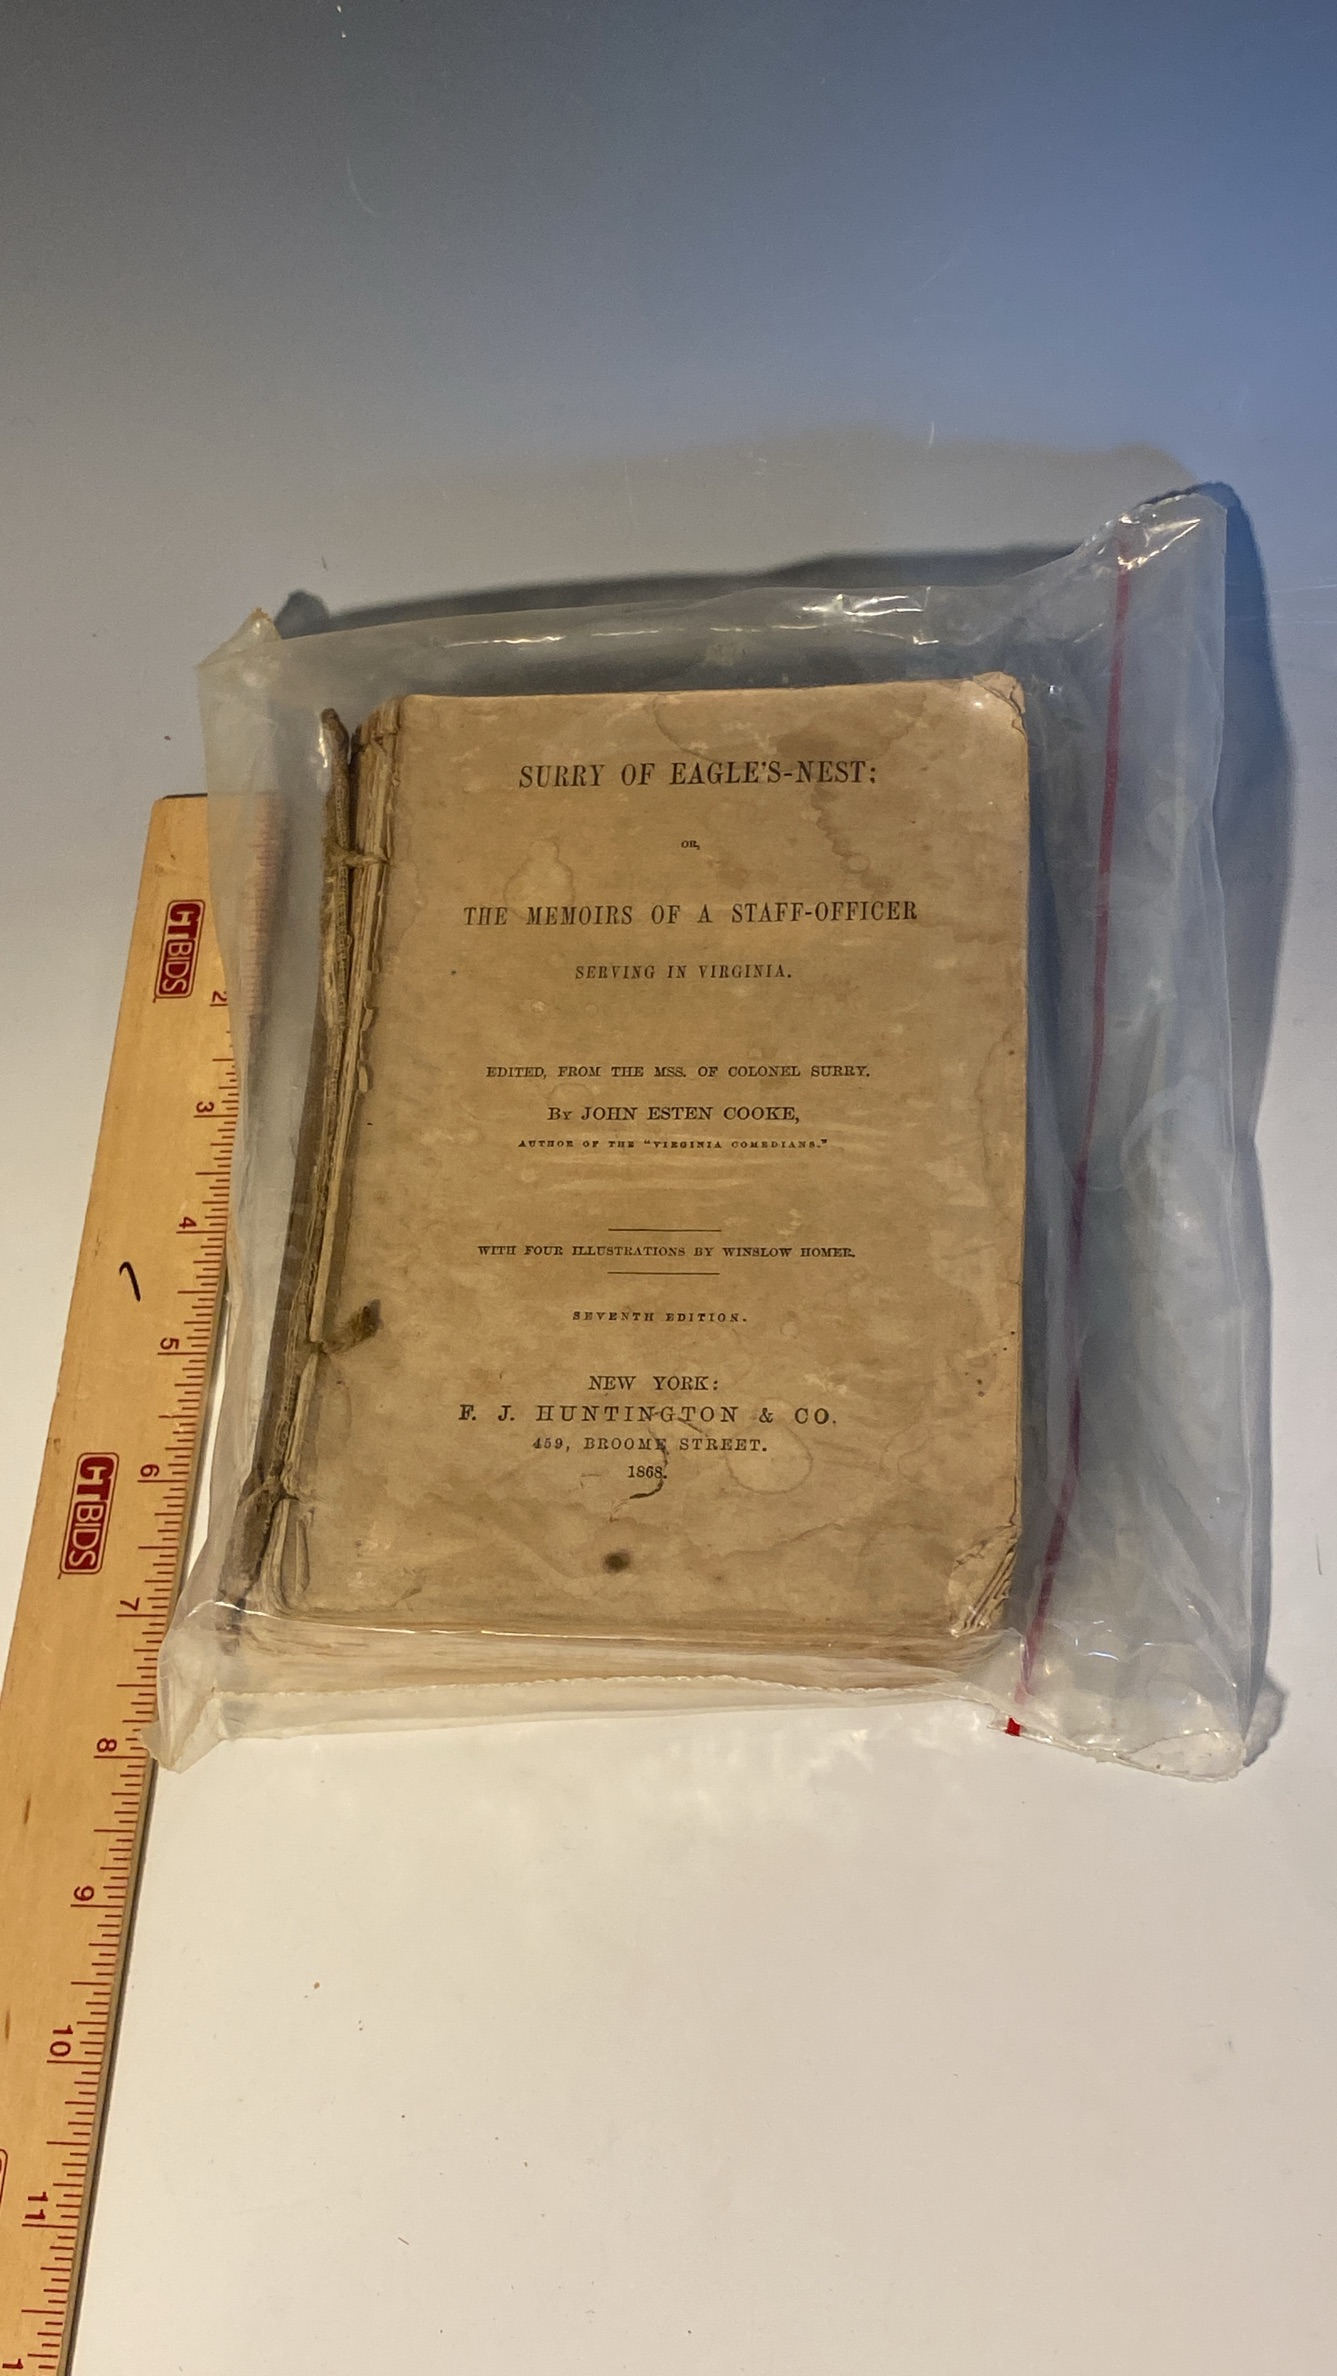 SURRY OF EAGLE'S-NEST;
OR,
THE MEMOIRS OF A STAFF-OFFICER
SERVING IN VIRGINIA.
EDITED, FROM THE MSS. OF COLONEL SURRY.
BY JOHN ESTEN COOKE,
AUTHOR OF THE "VIRGINIA COMEDIANS."
WITH FOUR ILLUSTRATIONS BY WINSLOW HOMER.
SEVENTH EDITION.
NEW YORK:
F. J. HUNTINGTON & CO.
459, BROOME STREET.
1868.
CTBIDS
2
3
4
5
CTBIDS
6
7
8
9
10
11